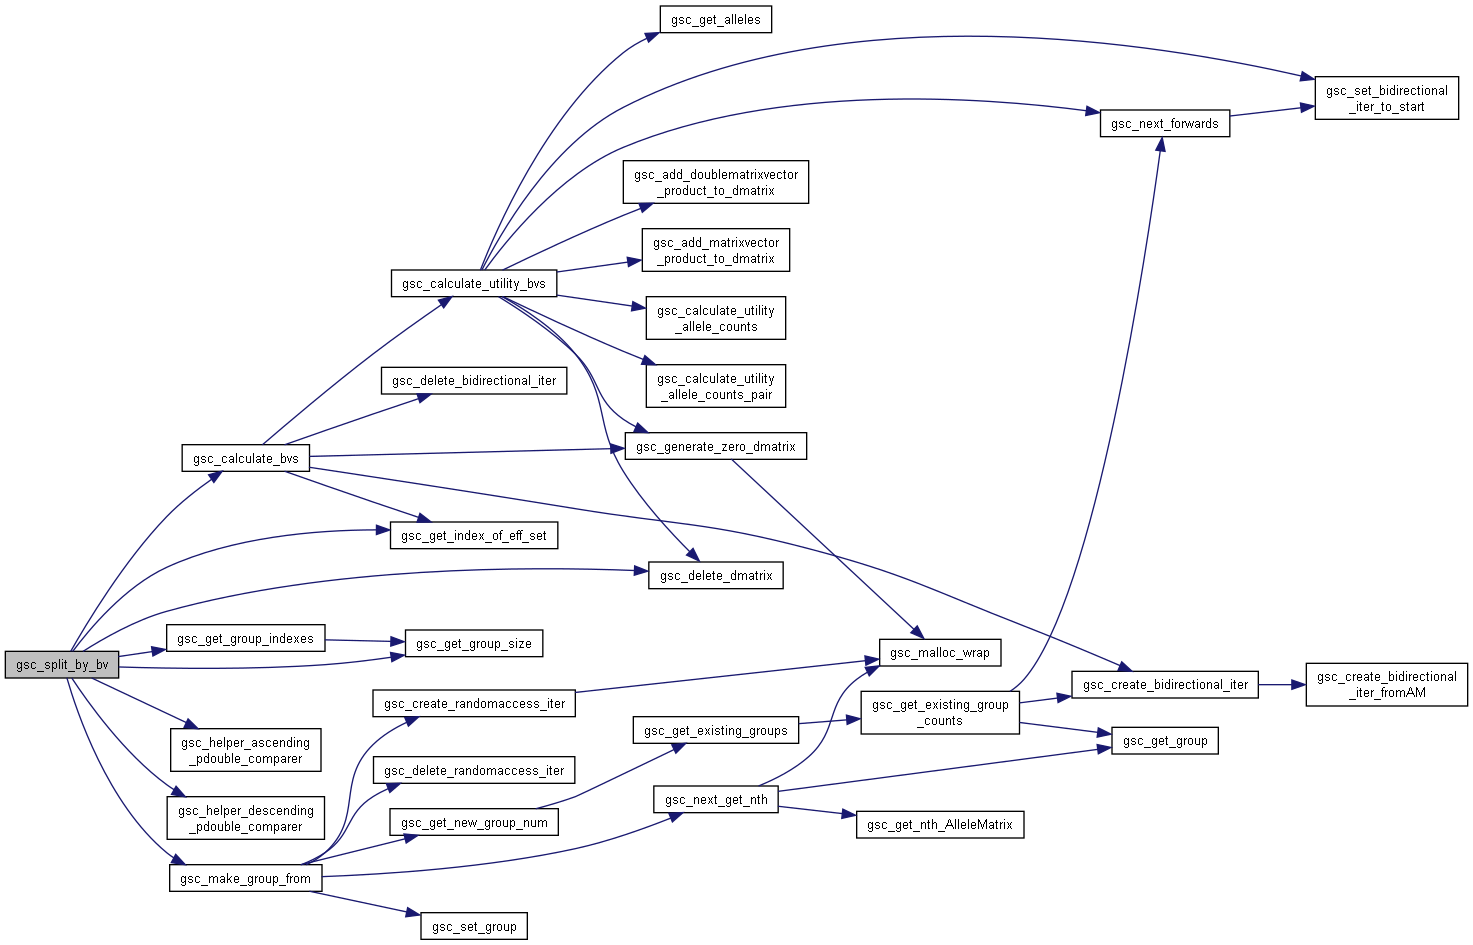 gsc_get_alleles
gsc_set_bidirectional
_iter_to_start
gsc_next_forwards
gsc_add_doublematrixvector
_product_to_dmatrix
gsc_add_matrixvector
_product_to_dmatrix
gsc_calculate_utility_bvs
gsc_calculate_utility
_allele_counts
gsc_delete_bidirectional_iter
gsc_calculate_utility
_allele_counts_pair
gsc_calculate_bvs
gsc_generate_zero_dmatrix
gsc_get_index_of_eff_set
gsc_delete_dmatrix
gsc_get_group_indexes
gsc_get_group_size
gsc_split_by_bv
gsc_malloc_wrap
gsc_create_bidirectional_iter
gsc_create_bidirectional
_iter_fromAM
gsc_create_randomaccess_iter
gsc_get_existing_group
_counts
gsc_get_existing_groups
gsc_get_group
gsc_helper_ascending
_pdouble_comparer
gsc_delete_randomaccess_iter
gsc_next_get_nth
gsc_helper_descending
_pdouble_comparer
gsc_get_new_group_num
gsc_get_nth_AlleleMatrix
gsc_make_group_from
gsc_set_group